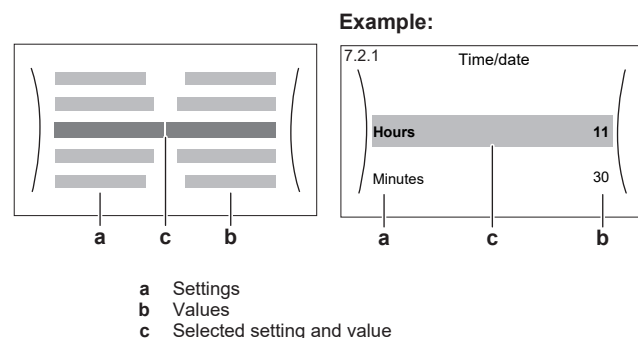 Example:
7.2.1 Time/date
Hours 11
Minutes 30
a c b
a c b
a Settings
b Values
c Selected setting and value